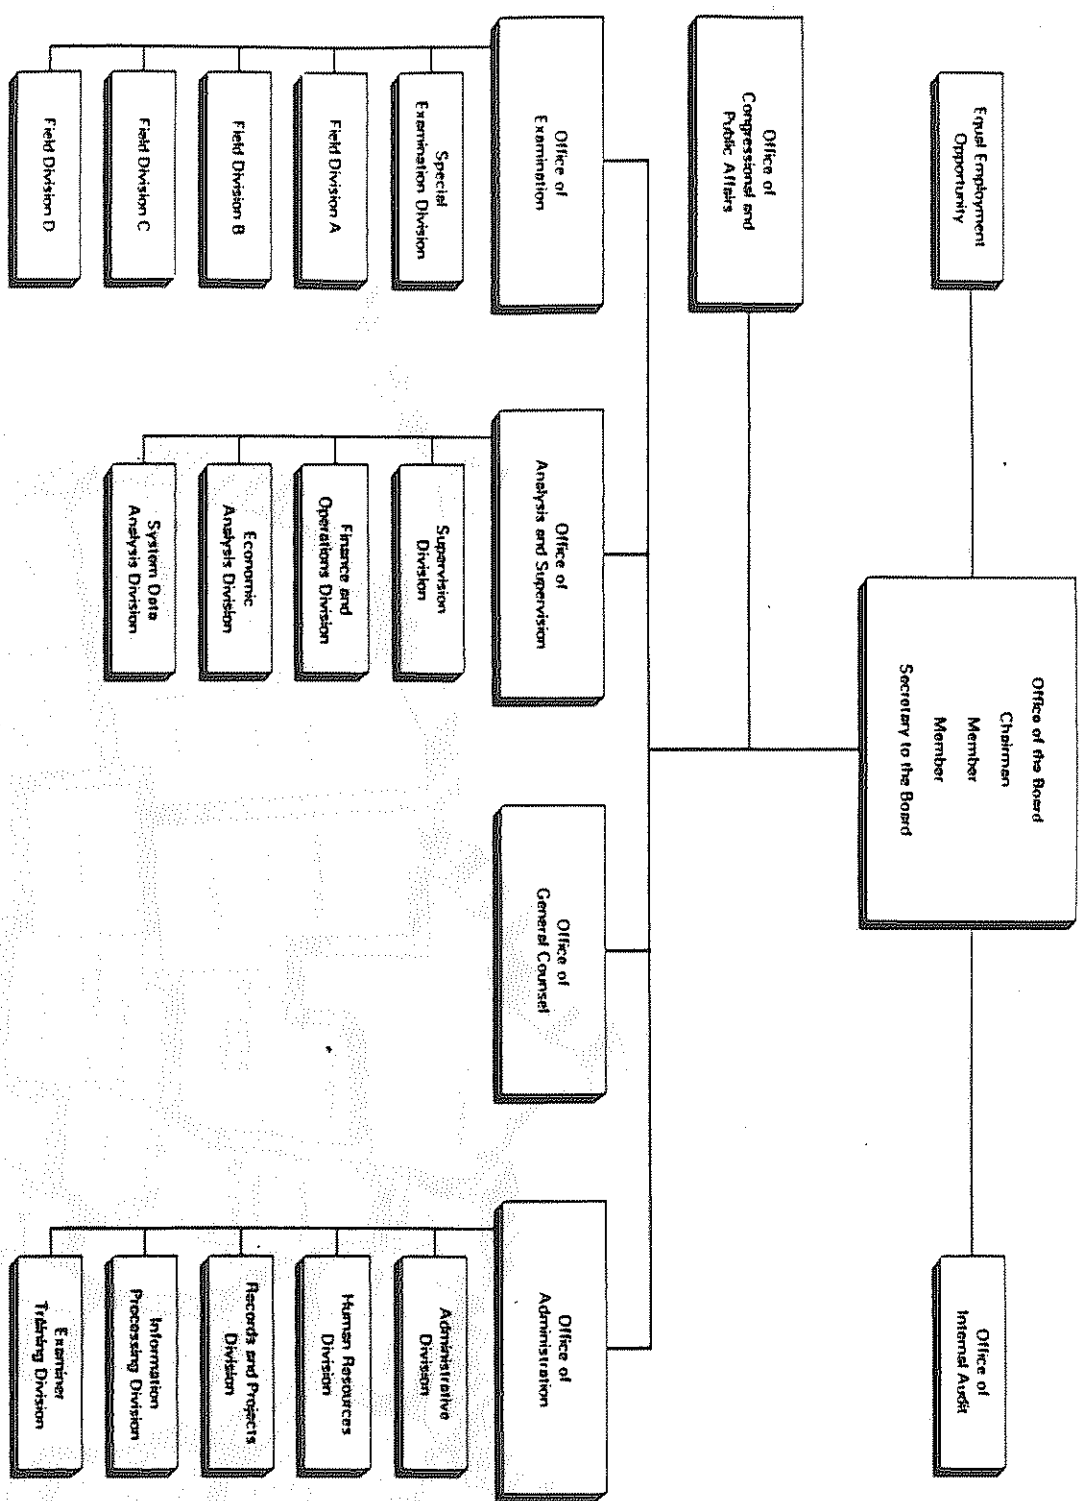 Office of the Board
Chairman
Member
Member
Secretary to the Board
Equal Employment
Opportunity
Office of
Internal Audit
Office of
Congressional and
Public Affairs
Office of
Examination
Special
Examination Division
Field Division A
Field Division B
Field Division C
Field Division D
Office of
Analysis and Supervision
Supervision
Division
Finance and
Operations Division
Economic
Analysis Division
System Data
Analysis Division
Office of
General Counsel
Office of
Administration
Administrative
Division
Human Resources
Division
Records and Projects
Division
Information
Processing Division
Examiner
Training Division